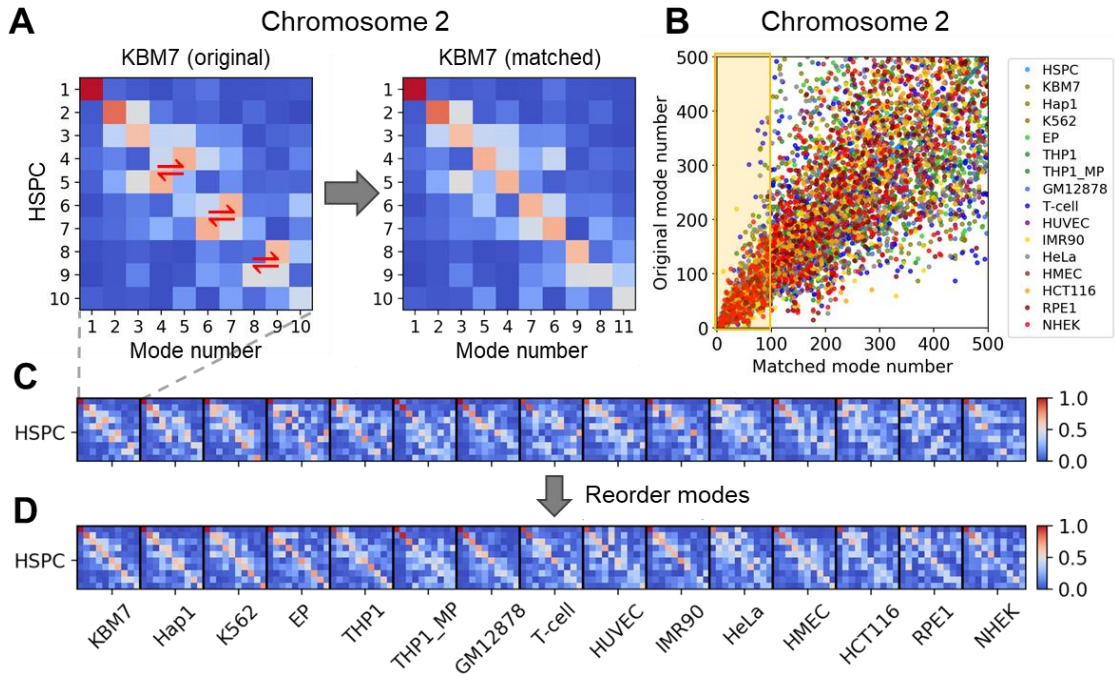 A
Chromosome 2
KBM7 (original)
KBM7 (matched)
HSPC
1
2
3
4
5
6
7
8
9
10
1 2 3 4 5 6 7 8 9 10
Mode number
1
2
3
4
5
6
7
8
9
10
1 2 3 5 4 7 6 9 8 11
Mode number
B
Chromosome 2
Original mode number
500
400
300
200
100
0
0 100 200 300 400 500
Matched mode number
HSPC
KBM7
Hap1
K562
EP
THP1
THP1_MP
GM12878
T-cell
HUVEC
IMR90
HeLa
HMEC
HCT116
RPE1
NHEK
C
HSPC
1.0
0.5
0.0
Reorder modes
D
HSPC
1.0
0.5
0.0
KBM7 Hap1 K562 EP THP1 THP1_MP GM12878 T-cell HUVEC IMR90 HeLa HMEC HCT116 RPE1 NHEK